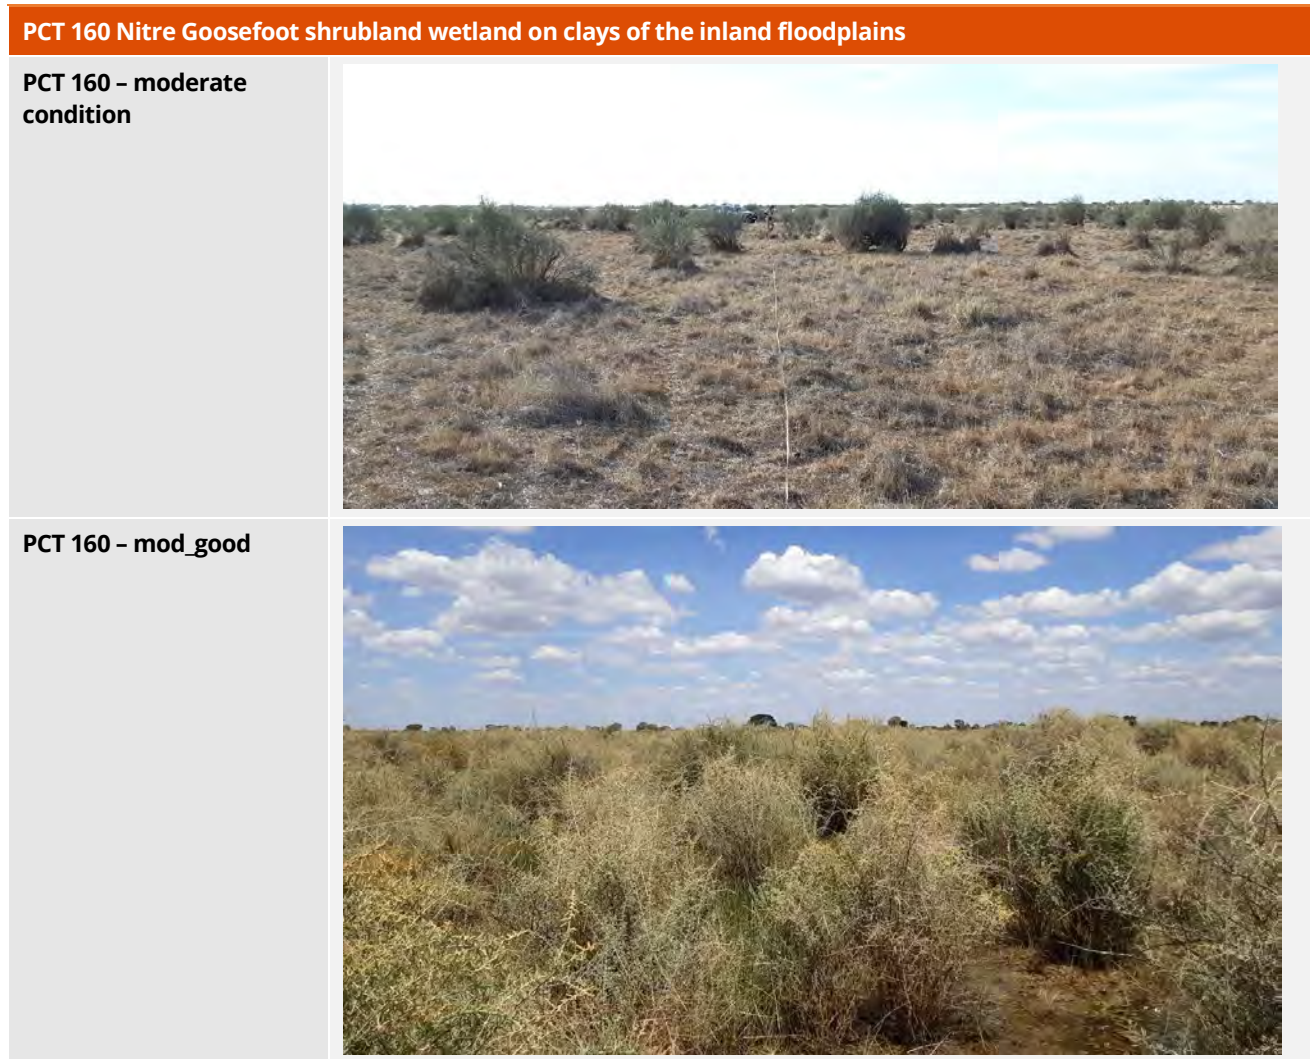 PCT 160 Nitre Goosefoot shrubland wetland on clays of the inland floodplains
PCT 160 – moderate
condition
PCT 160 – mod_good